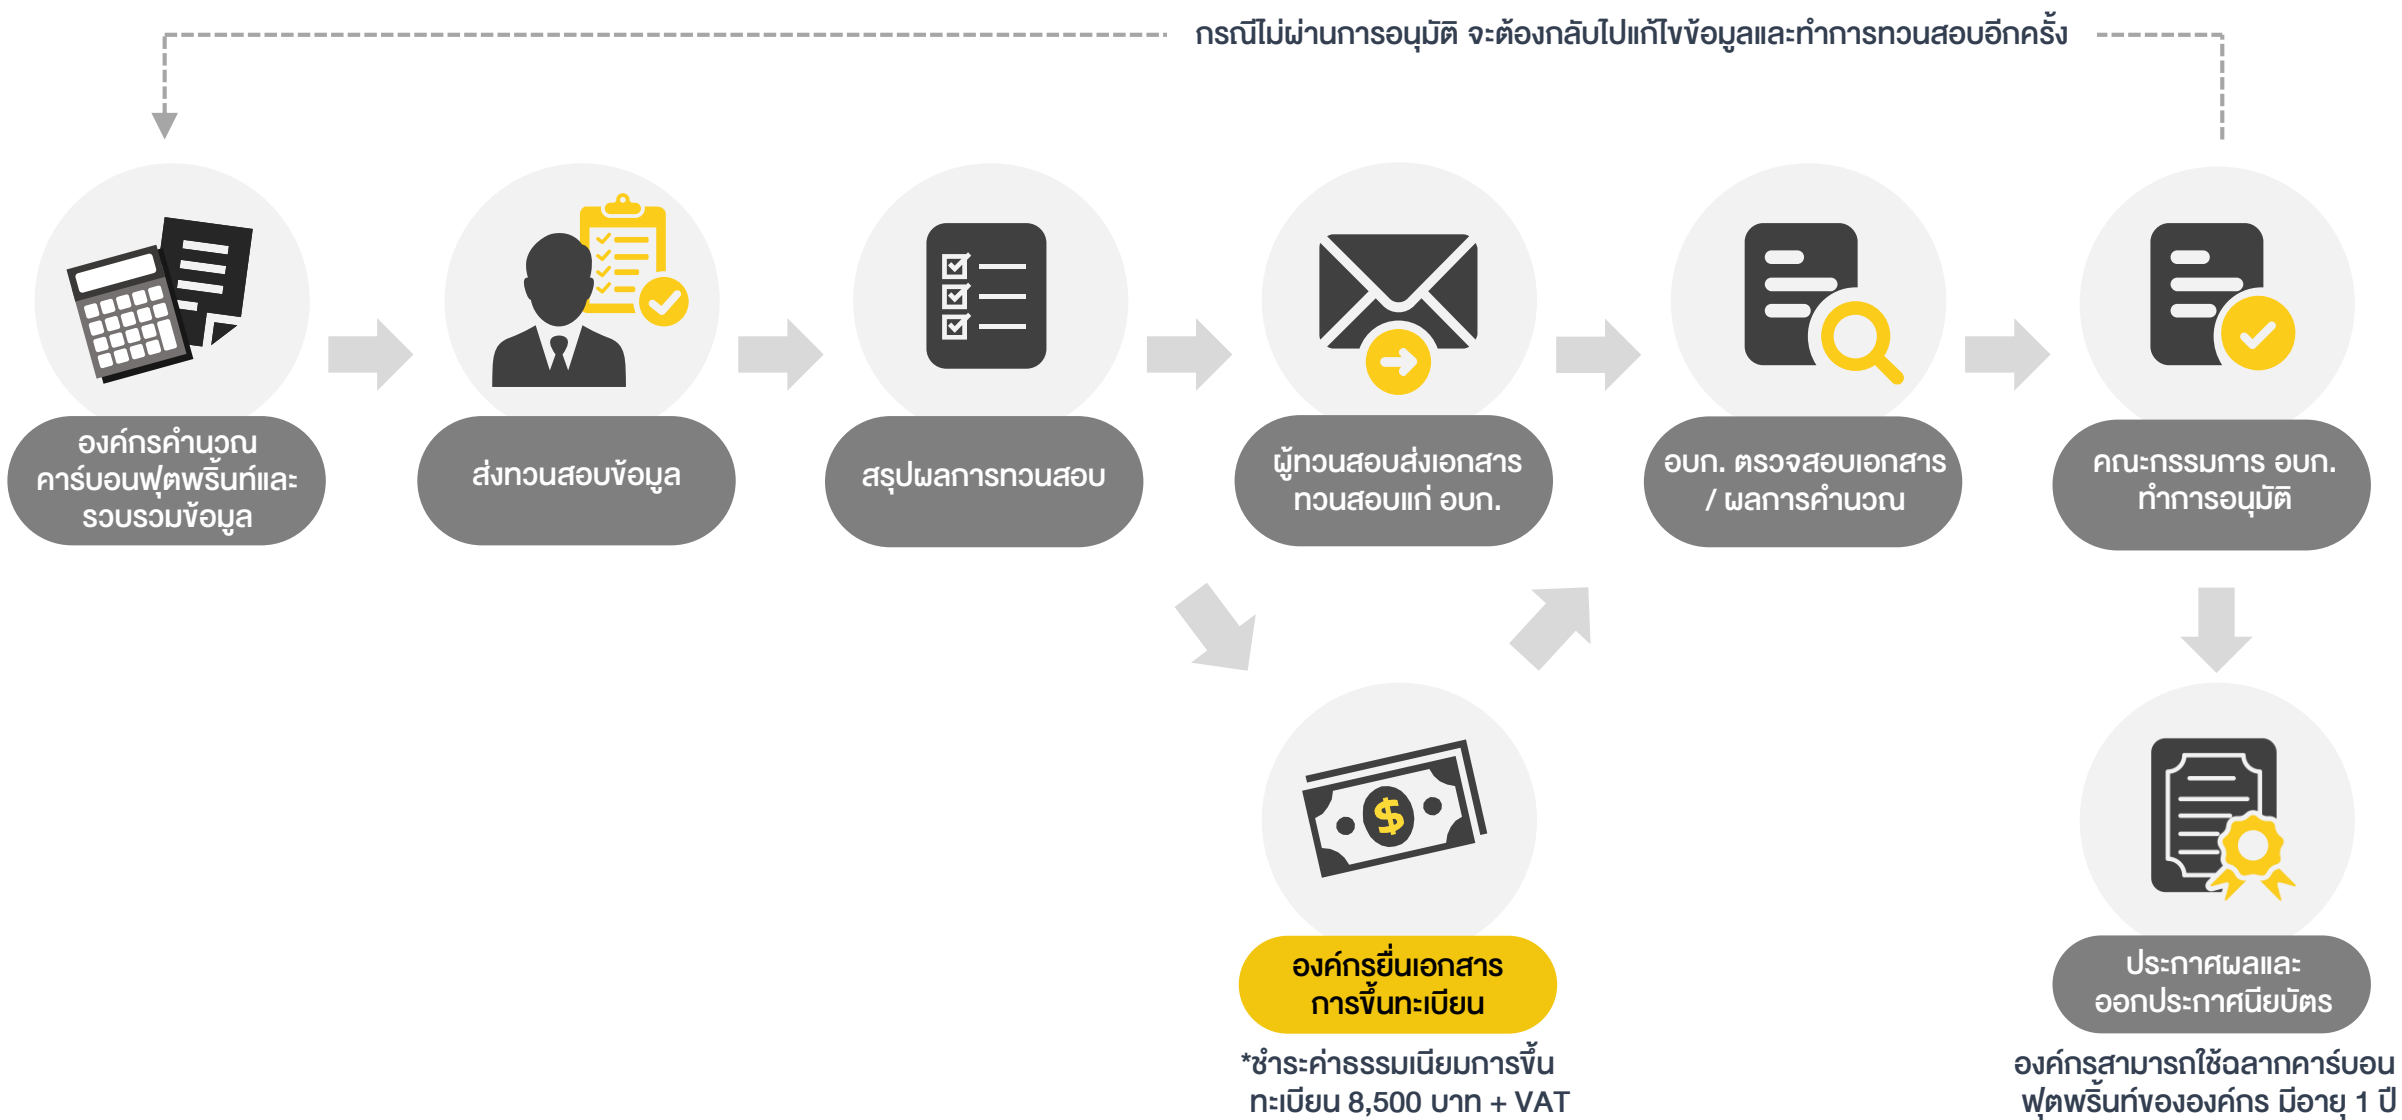 กรณีไม่ผ่านการอนุมัติ จะต้องกลับไปแก้ไขข้อมูลและทำการทวนสอบอีกครั้ง
องค์กรคำนวณ
คาร์บอนฟุตพริ้นท์และ
รวบรวมข้อมูล
ส่งทวนสอบข้อมูล
สรุปผลการทวนสอบ
ผู้ทวนสอบส่งเอกสาร
ทวนสอบแก่ อบก.
อบก. ตรวจสอบเอกสาร
/ ผลการคำนวณ
คณะกรรมการ อบก.
ทำการอนุมัติ
องค์กรยื่นเอกสาร
การขึ้นทะเบียน
*ชำระค่าธรรมเนียมการขึ้น
ทะเบียน 8,500 บาท + VAT
ประกาศผลและ
ออกประกาศนียบัตร
องค์กรสามารถใช้ฉลากคาร์บอน
ฟุตพริ้นท์ขององค์กร มีอายุ 1 ปี